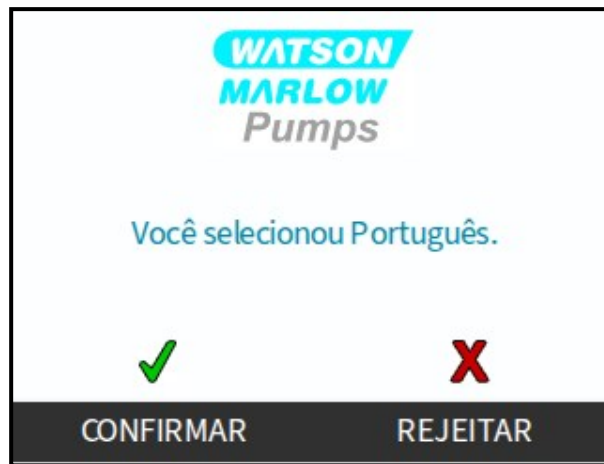 WATSON
MARLOW
Pumps
Você selecionou Português.
CONFIRMAR REJEITAR